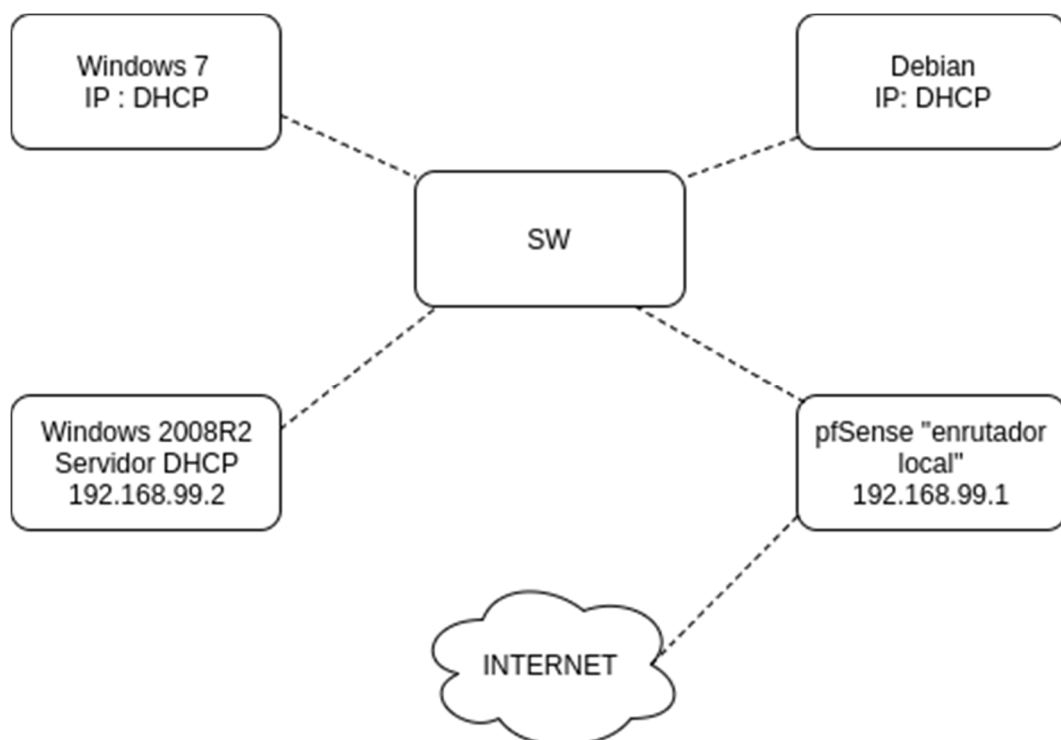 Windows 7
IP : DHCP
Debian
IP: DHCP
SW
Windows 2008R2
Servidor DHCP
192.168.99.2
pfSense "enrutador
local"
192.168.99.1
INTERNET